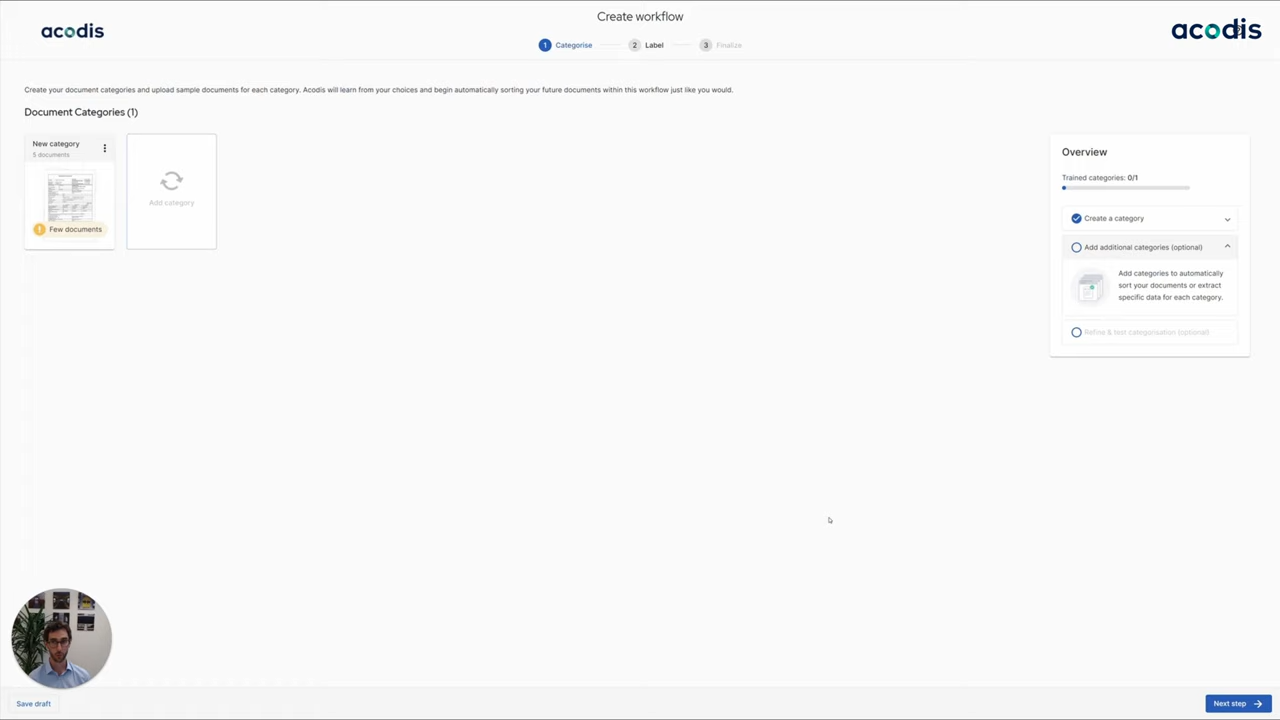 acodis
Create workflow
acodis
1 Categorise
2 Label
3 Finalize
Create your document categories and upload sample documents for each category. Acodis will learn from your choices and begin automatically sorting your future documents within this workflow just like you would.
Document Categories (1)
New category
5 documents
! Few documents
Add category
Overview
Trained categories: 0/1
Create a category
Add additional categories (optional)
Add categories to automatically
sort your documents or extract
specific data for each category.
Refine & test categorisation (optional)
Save draft
Next step